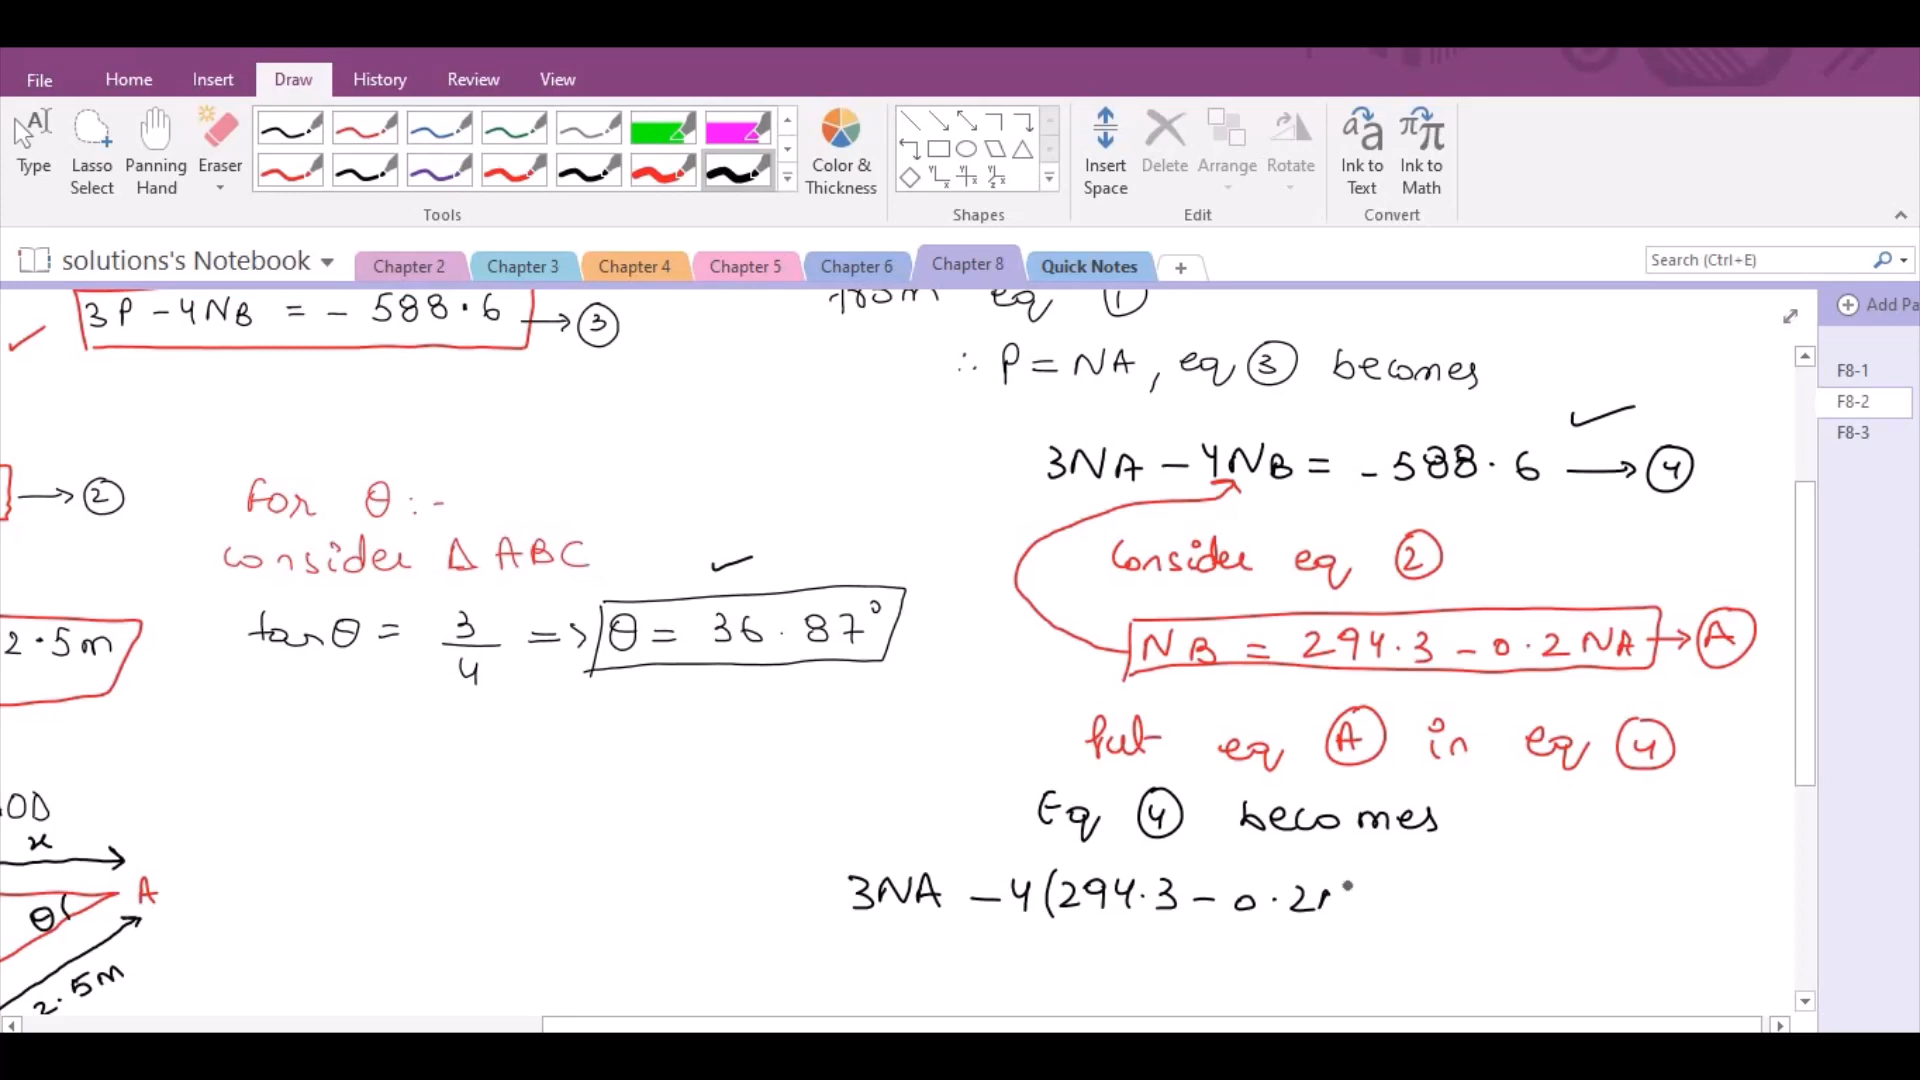 File Home Insert Draw History Review View
Type
Lasso Select
Panning Hand
Eraser
Color & Thickness
Insert Space
Delete
Arrange
Rotate
Ink to Text
Ink to Math
Tools
Shapes
Edit
Convert
solutions's Notebook
Chapter 2
Chapter 3
Chapter 4
Chapter 5
Chapter 6
Chapter 8
Quick Notes
+
Search (Ctrl+E)
Add Pa
F8-1
F8-2
F8-3
3P - 4NB = - 588.6 → ③
→ ②
2.5m
For θ :-
consider Δ ABC
tanθ = 3/4 => θ = 36.87°
x
A
θ
2.5m
from eq ①
∴ P = NA, eq ③ becomes
3NA - 4NB = - 588.6 → ④
Consider eq ②
NB = 294.3 - 0.2NA → Ⓐ
Put eq Ⓐ in eq ④
Eq ④ becomes
3NA - 4(294.3 - 0.2